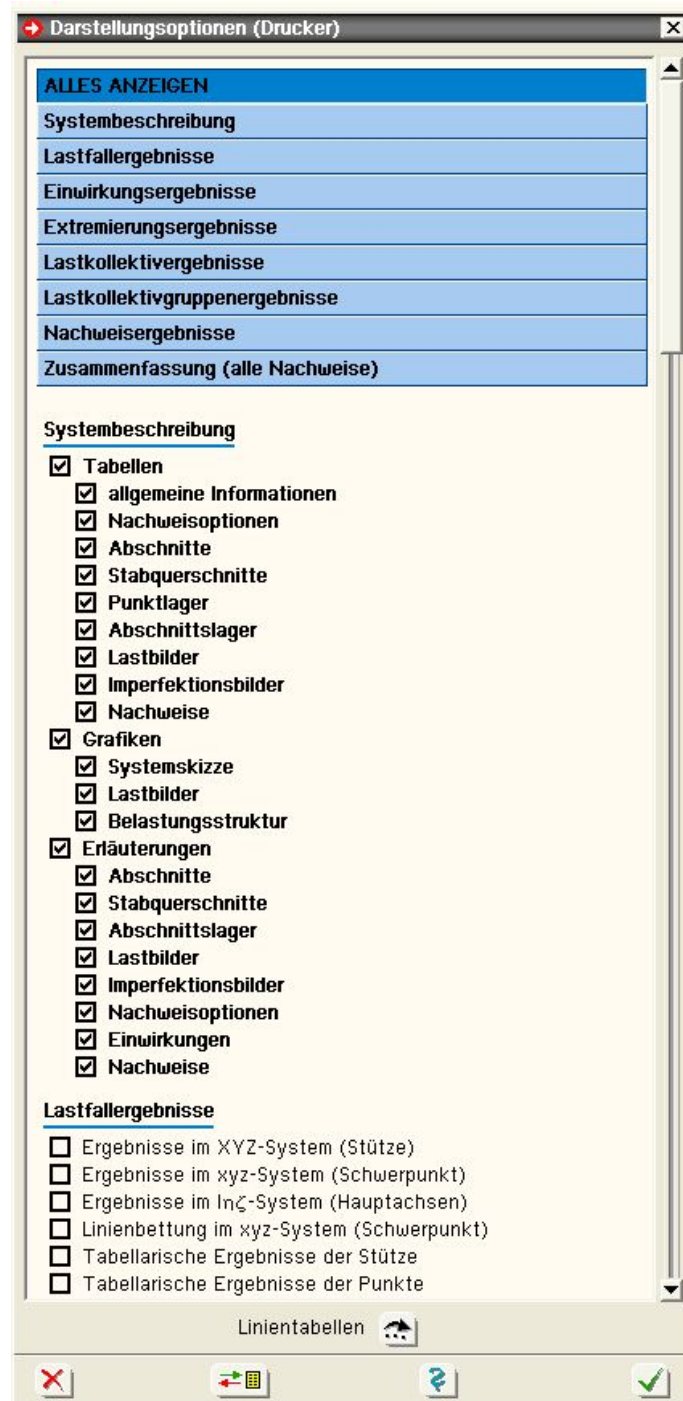 Darstellungsoptionen (Drucker)
ALLES ANZEIGEN
Systembeschreibung
Lastfallergebnisse
Einwirkungsergebnisse
Extremierungsergebnisse
Lastkollektivergebnisse
Lastkollektivgruppenergebnisse
Nachweisergebnisse
Zusammenfassung (alle Nachweise)
Systembeschreibung
Tabellen
allgemeine Informationen
Nachweisoptionen
Abschnitte
Stabquerschnitte
Punktlager
Abschnittslager
Lastbilder
Imperfektionsbilder
Nachweise
Grafiken
Systemskizze
Lastbilder
Belastungsstruktur
Erläuterungen
Abschnitte
Stabquerschnitte
Abschnittslager
Lastbilder
Imperfektionsbilder
Nachweisoptionen
Einwirkungen
Nachweise
Lastfallergebnisse
Ergebnisse im XYZ-System (Stütze)
Ergebnisse im xyz-System (Schwerpunkt)
Ergebnisse im lηζ-System (Hauptachsen)
Linienbettung im xyz-System (Schwerpunkt)
Tabellarische Ergebnisse der Stütze
Tabellarische Ergebnisse der Punkte
Linientabellen